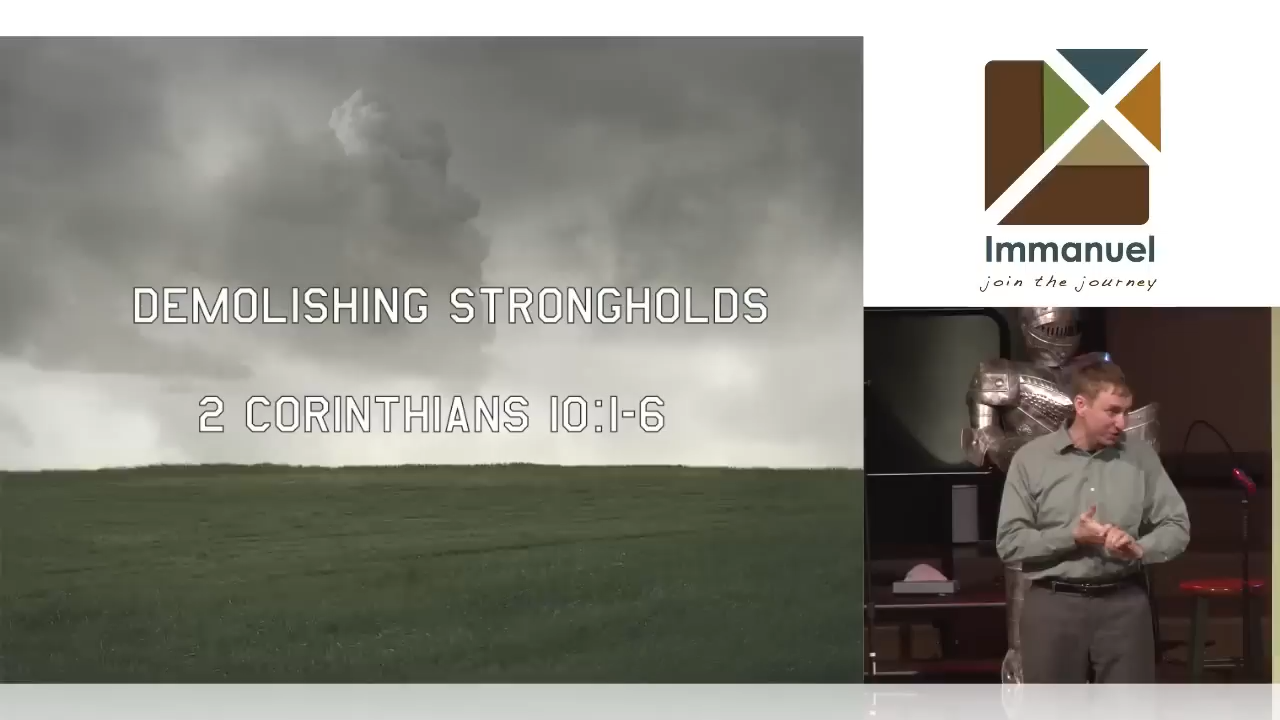 DEMOLISHING STRONGHOLDS
2 CORINTHIANS 10:1-6
Immanuel
join the journey